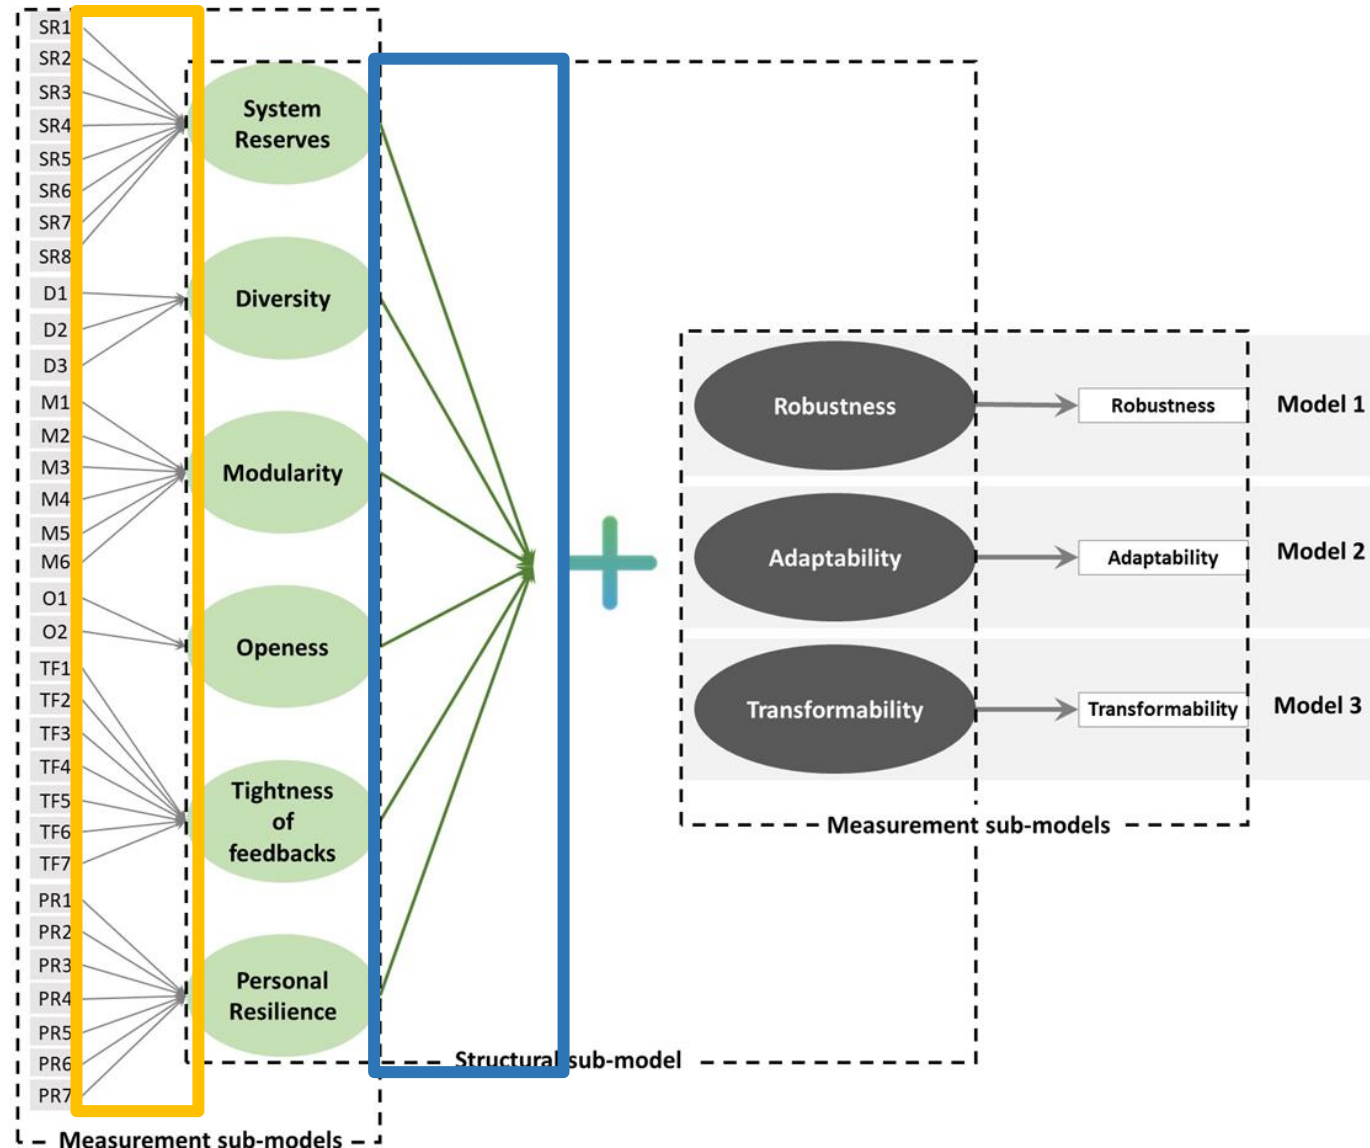 SR1
SR2
SR3
SR4
SR5
SR6
SR7
SR8
D1
D2
D3
M1
M2
M3
M4
M5
M6
O1
O2
TF1
TF2
TF3
TF4
TF5
TF6
TF7
PR1
PR2
PR3
PR4
PR5
PR6
PR7
Measurement sub-models
System
Reserves
Diversity
Modularity
Openess
Tightness
of
feedbacks
Personal
Resilience
Structural sub-model
Robustness
Robustness
Model 1
Adaptability
Adaptability
Model 2
Transformability
Transformability
Model 3
Measurement sub-models